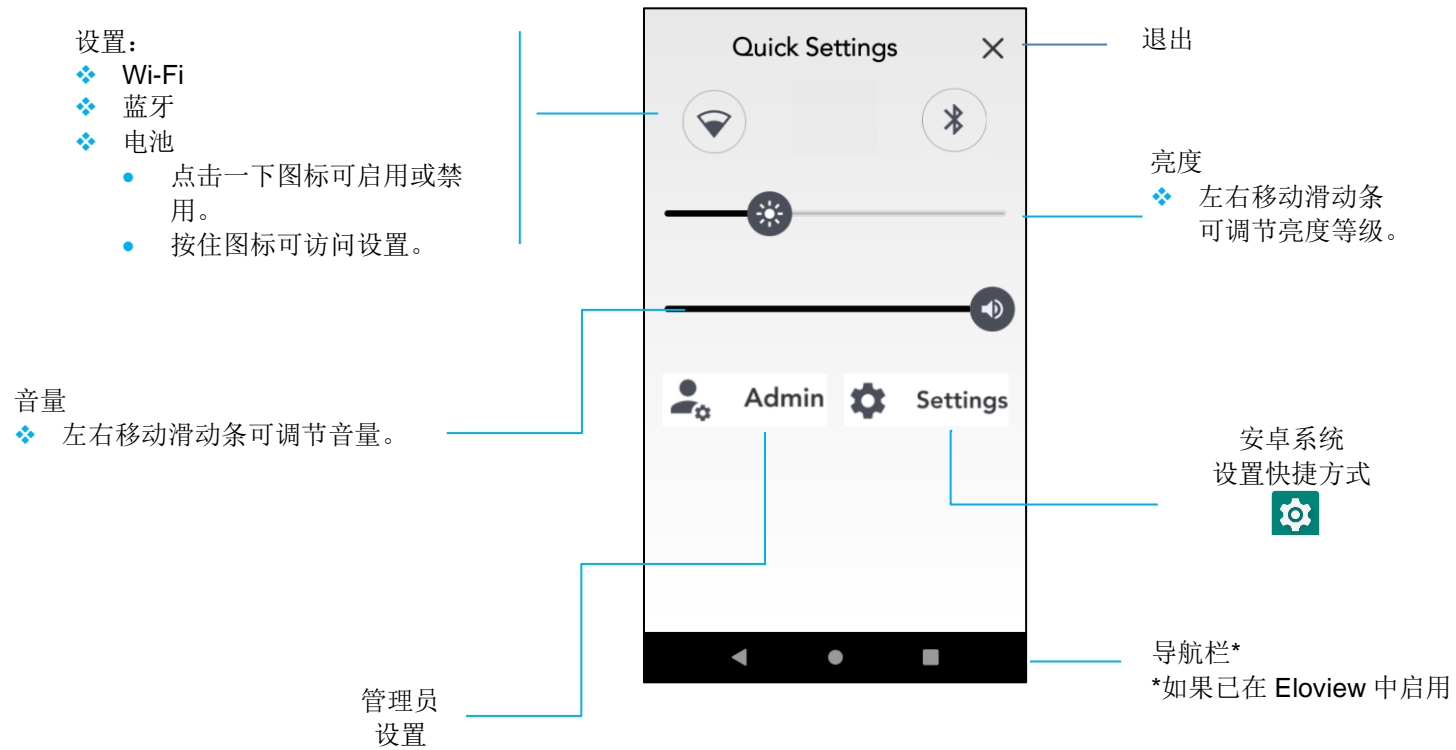 设置：
Wi-Fi
蓝牙
电池
点击一下图标可启用或禁
用。
按住图标可访问设置。
Quick Settings
退出
亮度
左右移动滑动条
可调节亮度等级。
音量
左右移动滑动条可调节音量。
Admin
Settings
安卓系统
设置快捷方式
管理员
设置
导航栏*
*如果已在 Eloview 中启用